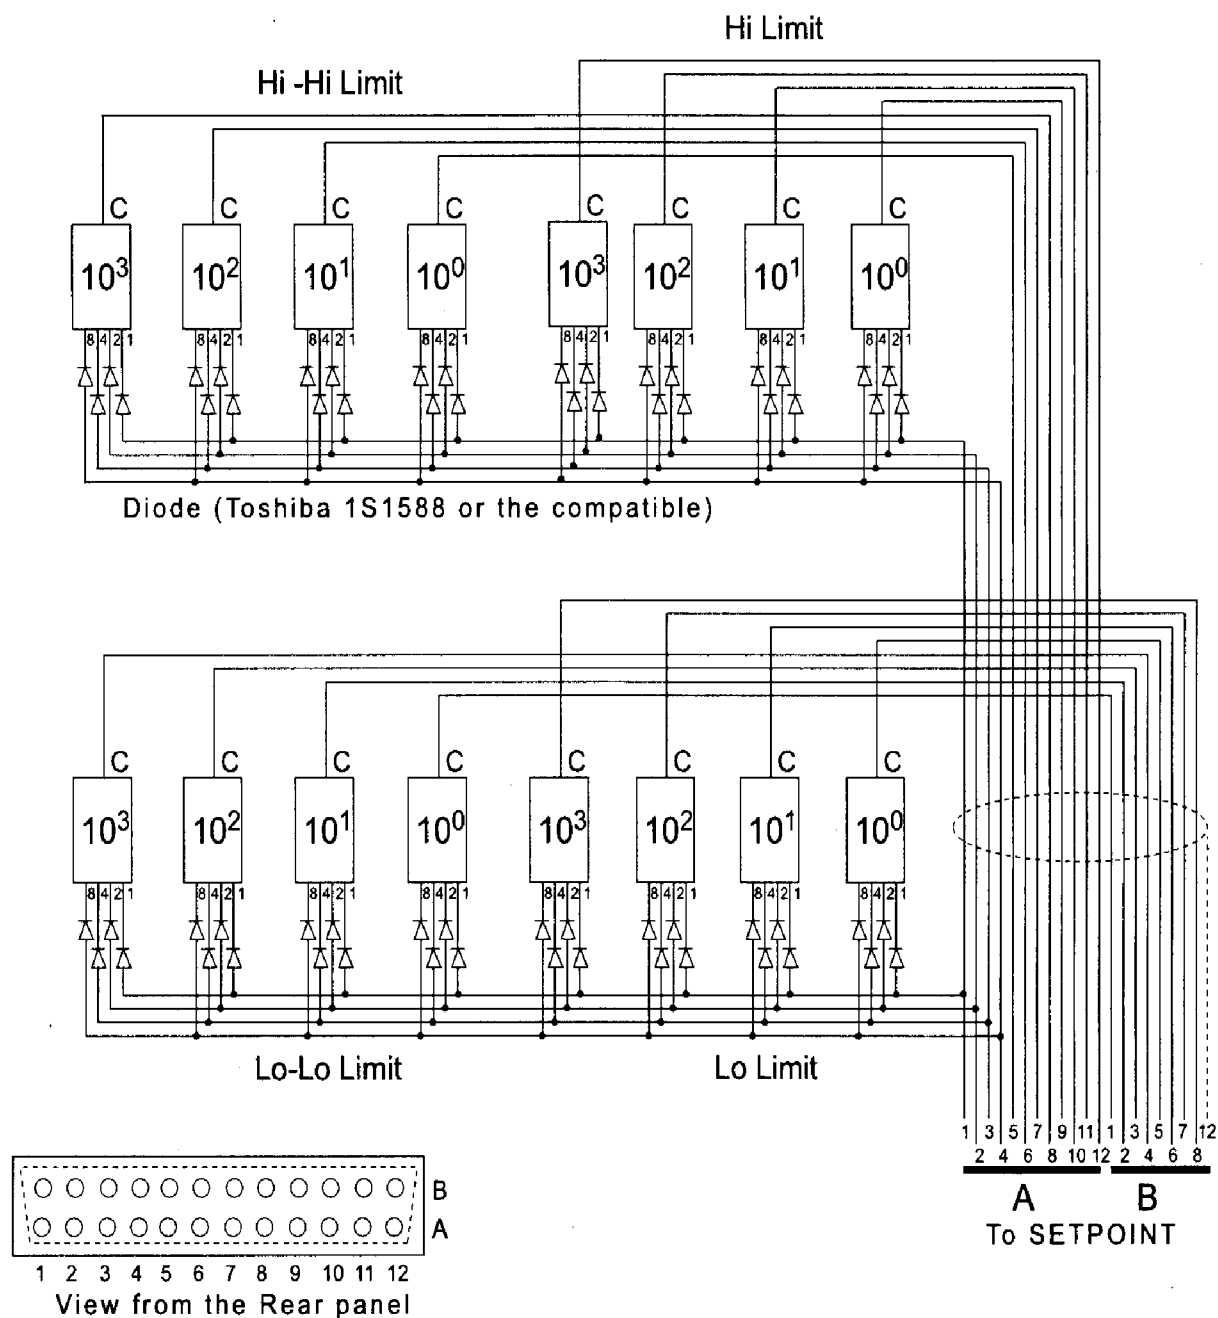 Hi Limit
Hi -Hi Limit
C C C C C C C C
10³ 10² 10¹ 10⁰ 10³ 10² 10¹ 10⁰
8 4 2 1 8 4 2 1 8 4 2 1 8 4 2 1 8 4 2 1 8 4 2 1 8 4 2 1 8 4 2 1
Diode (Toshiba 1S1588 or the compatible)
C C C C C C C C
10³ 10² 10¹ 10⁰ 10³ 10² 10¹ 10⁰
8 4 2 1 8 4 2 1 8 4 2 1 8 4 2 1 8 4 2 1 8 4 2 1 8 4 2 1 8 4 2 1
Lo-Lo Limit Lo Limit
1 3 5 7 9 11 1 3 5 7 12
2 4 6 8 10 12 2 4 6 8
A B
To SETPOINT
B
A
1 2 3 4 5 6 7 8 9 10 11 12
View from the Rear panel